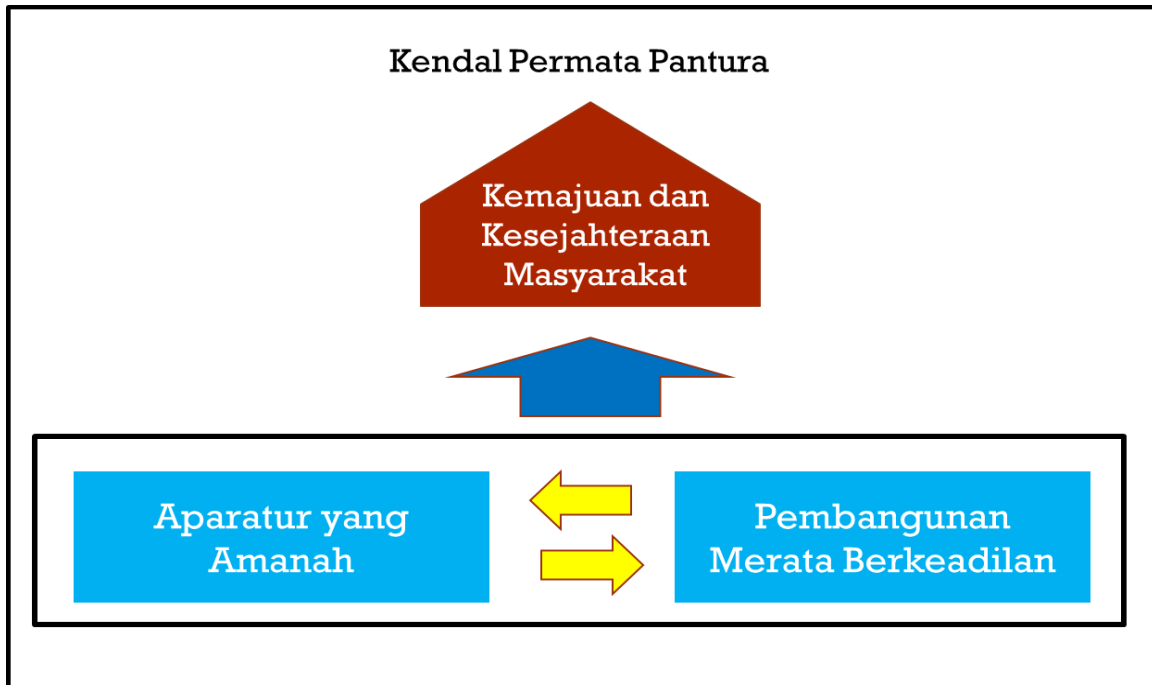 Kendal Permata Pantura
Kemajuan dan
Kesejahteraan
Masyarakat
Aparatur yang
Amanah
Pembangunan
Merata Berkeadilan